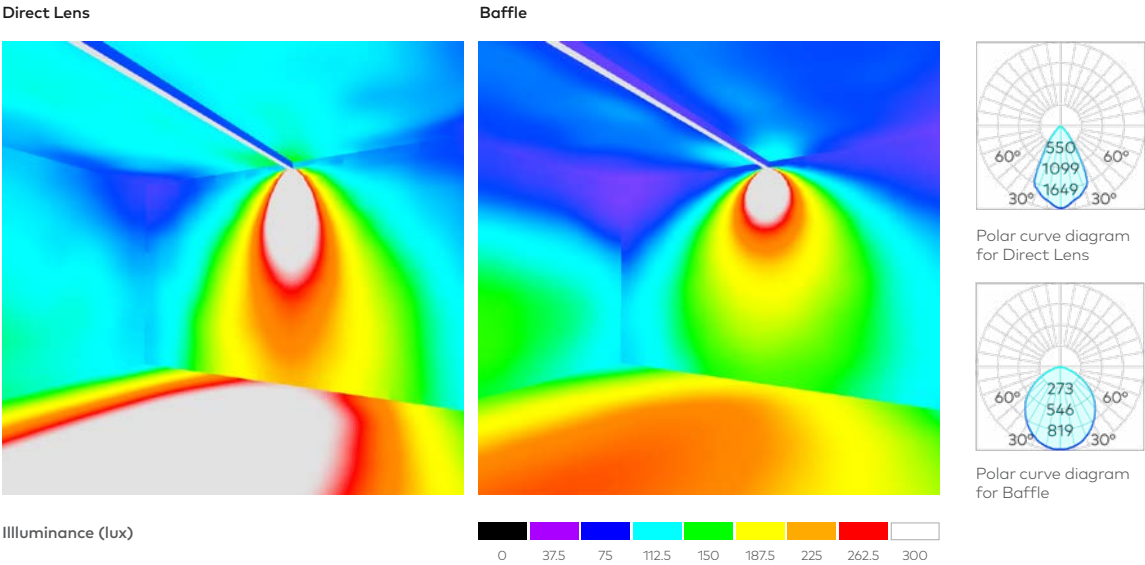 Direct Lens
Baffle
550
1099
1649
60° 60°
30° 30°
Polar curve diagram
for Direct Lens
273
546
819
60° 60°
30° 30°
Polar curve diagram
for Baffle
Illluminance (lux)
0 37.5 75 112.5 150 187.5 225 262.5 300